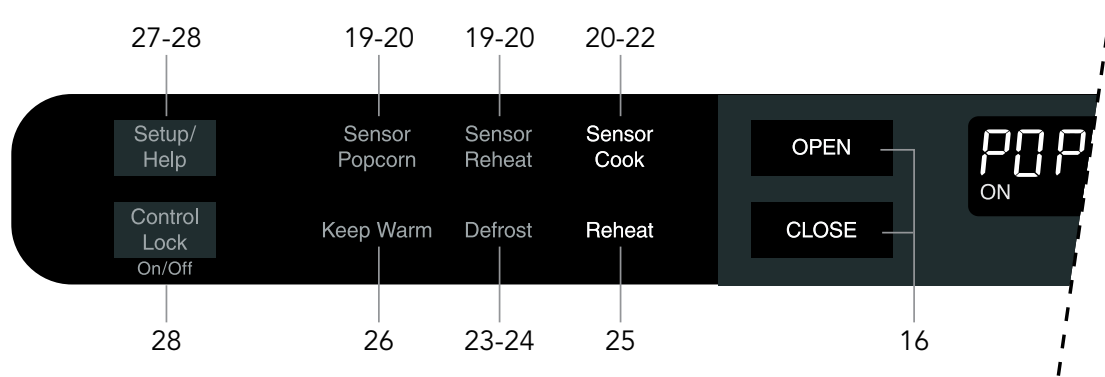 27-28 19-20 19-20 20-22
Setup/
Help
Sensor
Popcorn
Sensor
Reheat
Sensor
Cook
OPEN
POP
ON
Control
Lock
On/Off
Keep Warm
Defrost
Reheat
CLOSE
28 26 23-24 25 16